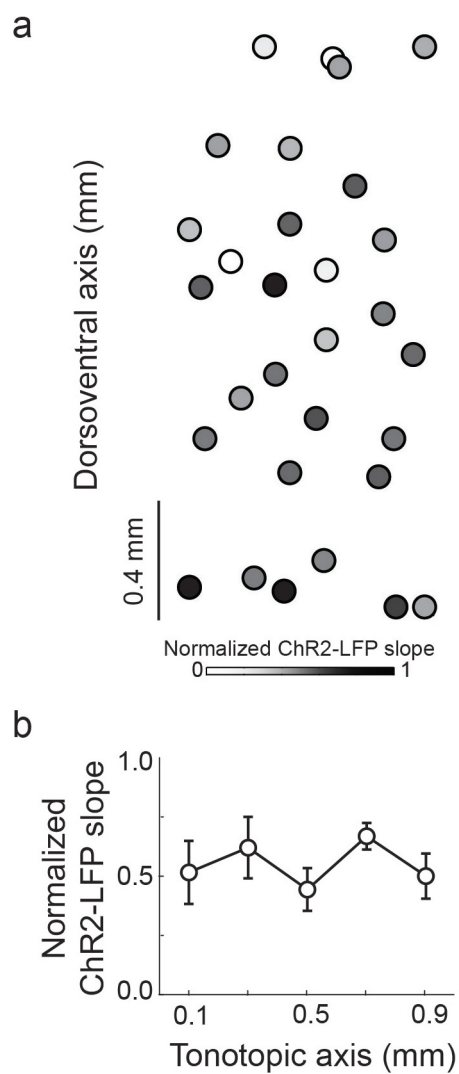 a
Dorsoventral axis (mm)
0.4 mm
Normalized ChR2-LFP slope
0 1
b
Normalized
ChR2-LFP slope
1.0
0.5
0.0
0.1 0.5 0.9
Tonotopic axis (mm)